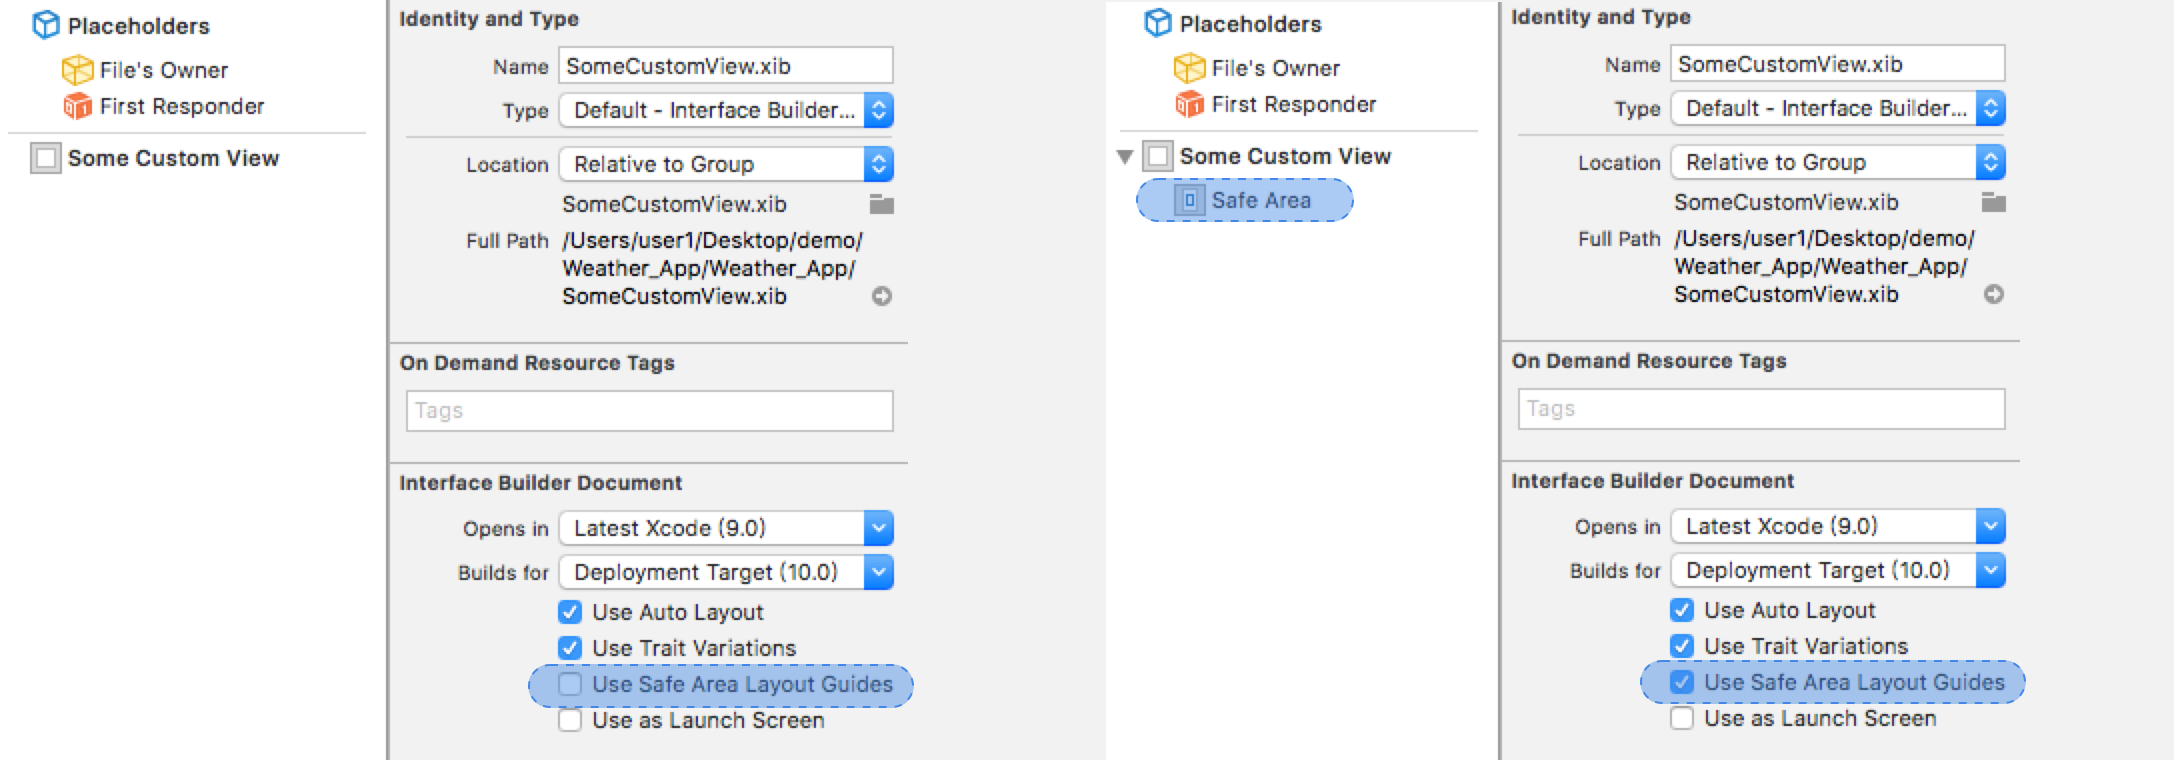 Placeholders
File's Owner
First Responder
Some Custom View
Identity and Type
Name SomeCustomView.xib
Type Default - Interface Builder...
Location Relative to Group
SomeCustomView.xib
Full Path /Users/user1/Desktop/demo/
Weather_App/Weather_App/
SomeCustomView.xib
On Demand Resource Tags
Tags
Interface Builder Document
Opens in Latest Xcode (9.0)
Builds for Deployment Target (10.0)
Use Auto Layout
Use Trait Variations
Use Safe Area Layout Guides
Use as Launch Screen
Placeholders
File's Owner
First Responder
Some Custom View
Safe Area
Identity and Type
Name SomeCustomView.xib
Type Default - Interface Builder...
Location Relative to Group
SomeCustomView.xib
Full Path /Users/user1/Desktop/demo/
Weather_App/Weather_App/
SomeCustomView.xib
On Demand Resource Tags
Tags
Interface Builder Document
Opens in Latest Xcode (9.0)
Builds for Deployment Target (10.0)
Use Auto Layout
Use Trait Variations
Use Safe Area Layout Guides
Use as Launch Screen